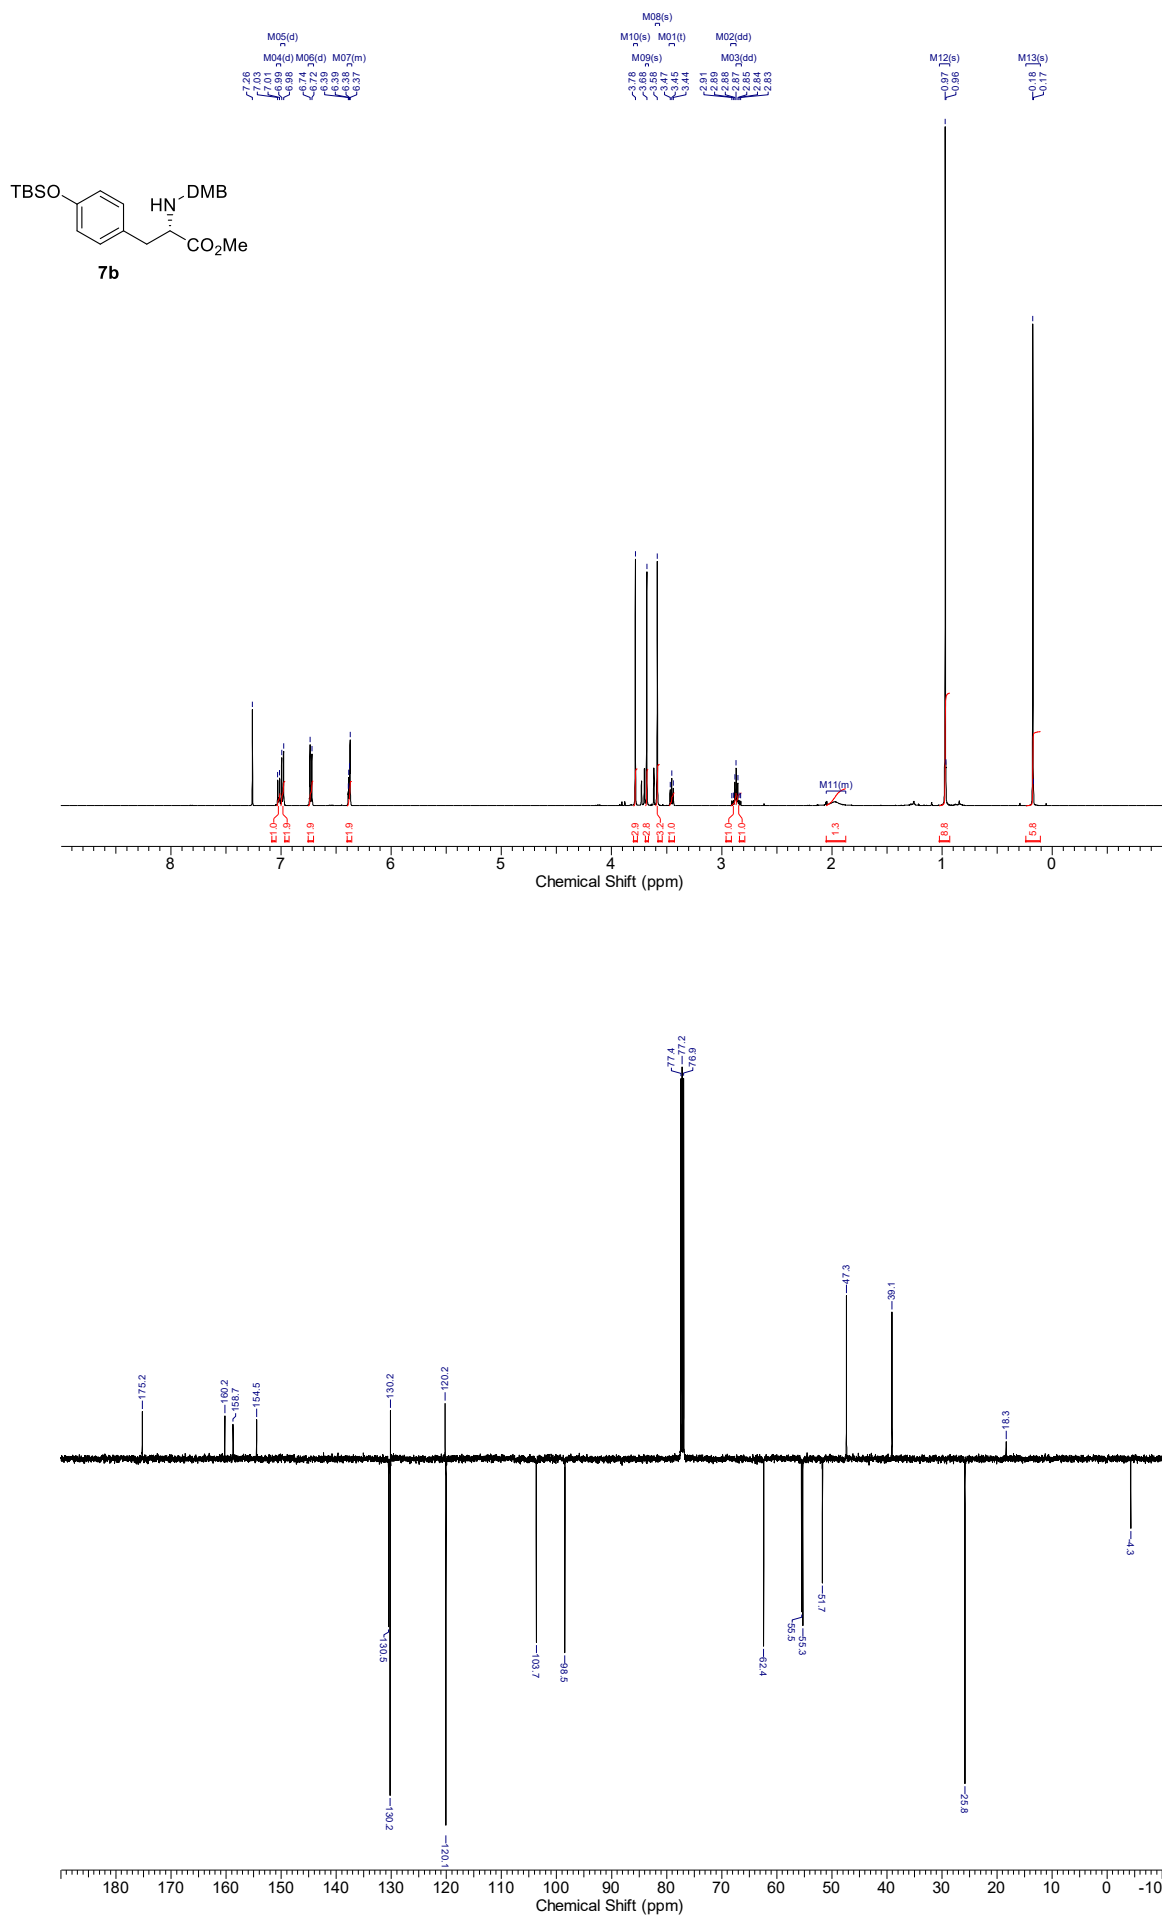 M08(s)
M05(d) M10(s) M01(t) M02(dd)
M04(d) M06(d) M07(m) M09(s) M03(dd) M12(s) M13(s)
7.26 7.03 7.01 6.99 6.98 6.74 6.72 6.39 6.39 6.38 6.37 3.78 3.68 3.58 3.47 3.45 3.44 2.91 2.89 2.88 2.87 2.85 2.84 2.83 0.97 0.96 0.18 0.17
TBSO
HN
DMB
CO2Me
7b
M11(m)
1.0 1.9 1.9 1.9 2.9 2.8 3.2 1.0 1.0 1.0 1.3 8.8 5.8
8 7 6 5 4 3 2 1 0
Chemical Shift (ppm)
77.4 77.2 76.9
47.3 39.1
175.2 160.2 158.7 154.5 130.2 120.2 18.3
130.5 103.7 98.5 62.4 55.5 55.3 51.7 -4.3
130.2 120.1 25.8
180 170 160 150 140 130 120 110 100 90 80 70 60 50 40 30 20 10 0 -10
Chemical Shift (ppm)